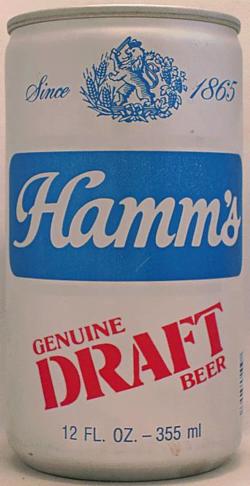 Since 1865
Hamm's
GENUINE
DRAFT
BEER
12 FL. OZ. – 355 ml